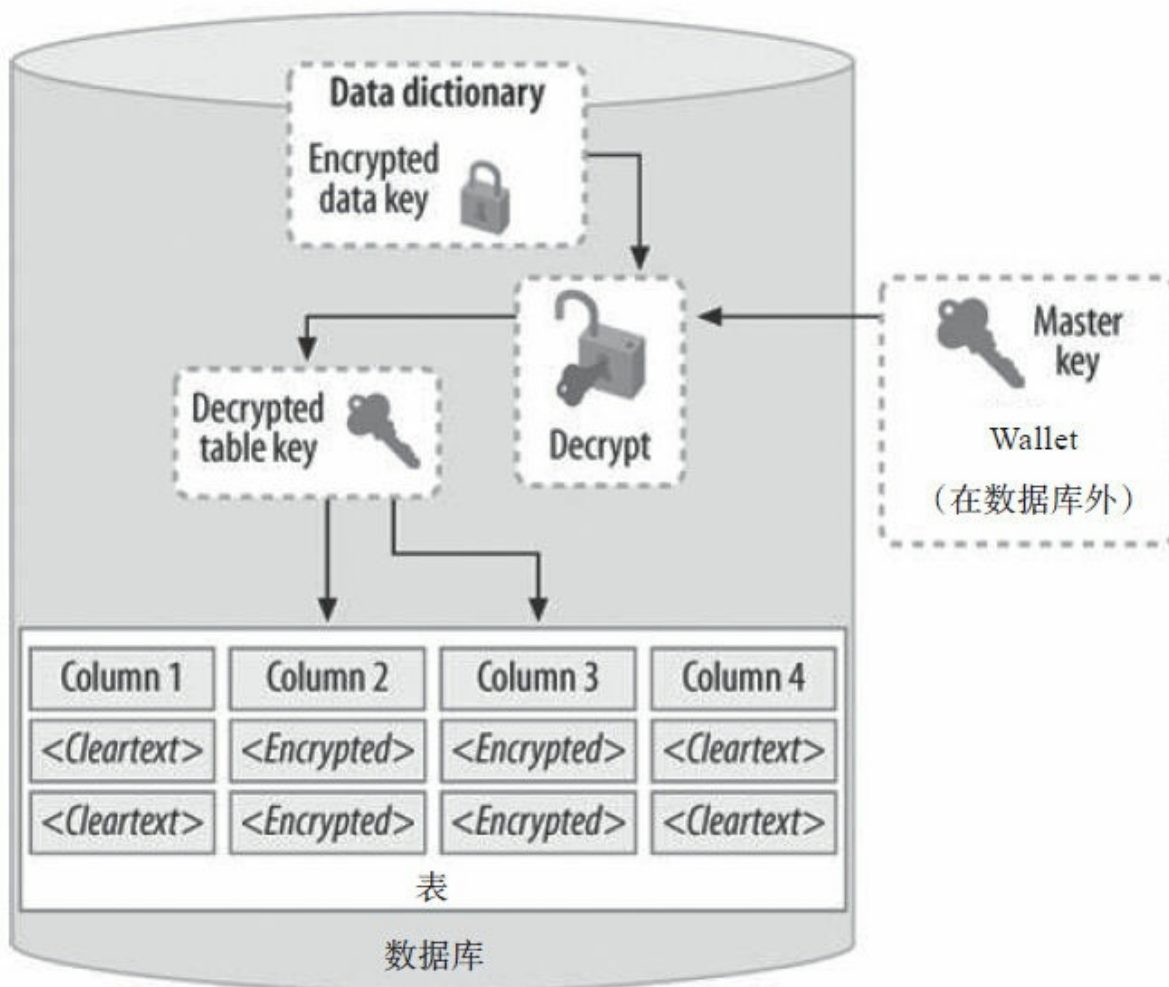 Data dictionary
Encrypted
data key
Decrypt
Master
key
Wallet
（在数据库外）
Decrypted
table key
Column 1 Column 2 Column 3 Column 4
<Cleartext> <Encrypted> <Encrypted> <Cleartext>
<Cleartext> <Encrypted> <Encrypted> <Cleartext>
表
数据库